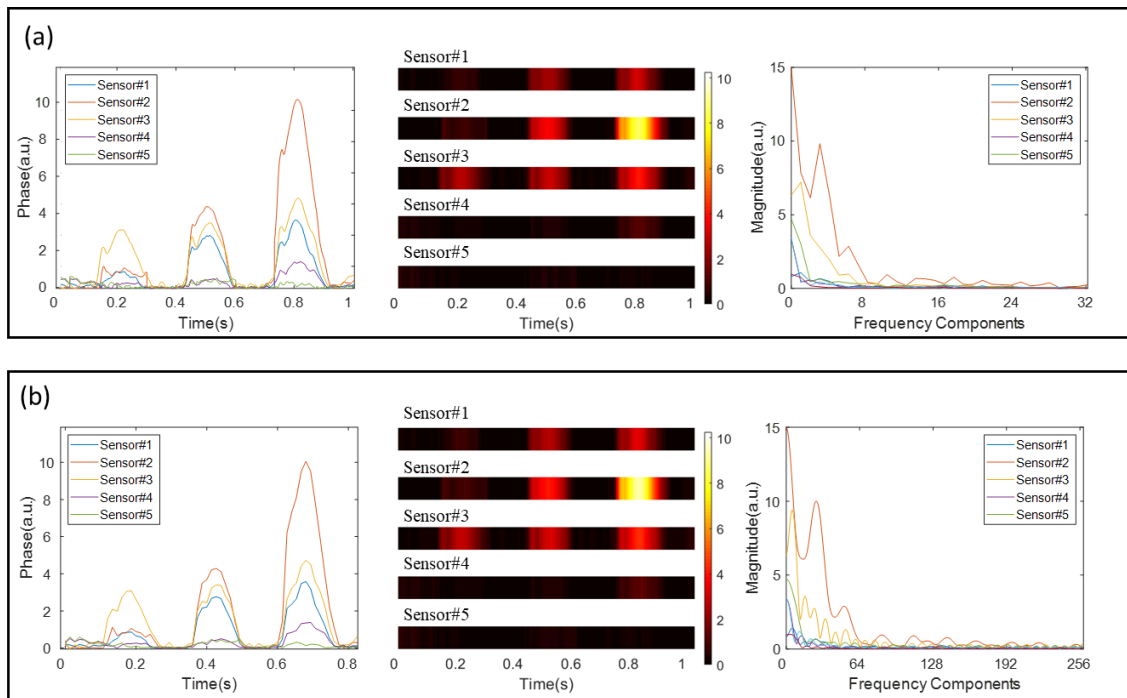 (a)
Sensor#1
Sensor#2
Sensor#3
Sensor#4
Sensor#5
Phase(a.u.)
10
8
6
4
2
0
0 0.2 0.4 0.6 0.8 1
Time(s)
Sensor#1
Sensor#2
Sensor#3
Sensor#4
Sensor#5
0 0.2 0.4 0.6 0.8 1
Time(s)
10
8
6
4
2
0
Sensor#1
Sensor#2
Sensor#3
Sensor#4
Sensor#5
Magnitude(a.u.)
15
10
5
0
0 8 16 24 32
Frequency Components
(b)
Sensor#1
Sensor#2
Sensor#3
Sensor#4
Sensor#5
Phase(a.u.)
10
8
6
4
2
0
0 0.2 0.4 0.6 0.8
Time(s)
Sensor#1
Sensor#2
Sensor#3
Sensor#4
Sensor#5
0 0.2 0.4 0.6 0.8 1
Time(s)
10
8
6
4
2
0
Sensor#1
Sensor#2
Sensor#3
Sensor#4
Sensor#5
Magnitude(a.u.)
15
10
5
0
0 64 128 192 256
Frequency Components